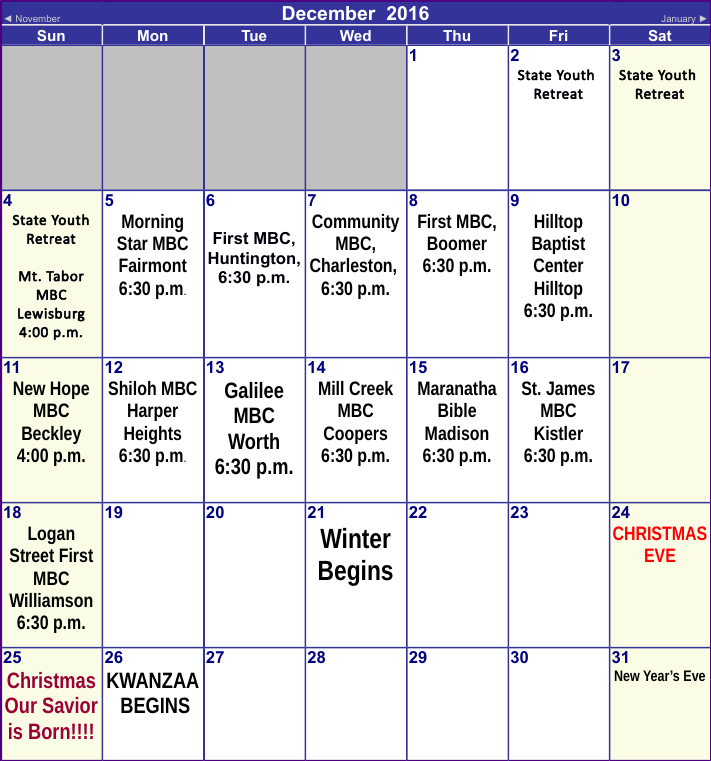 ◄ November December 2016 January ►
Sun Mon Tue Wed Thu Fri Sat
1
2
State Youth
Retreat
3
State Youth
Retreat
4
State Youth
Retreat
Mt. Tabor
MBC
Lewisburg
4:00 p.m.
5
Morning
Star MBC
Fairmont
6:30 p.m.
6
First MBC,
Huntington,
6:30 p.m.
7
Community
MBC,
Charleston,
6:30 p.m.
8
First MBC,
Boomer
6:30 p.m.
9
Hilltop
Baptist
Center
Hilltop
6:30 p.m.
10
11
New Hope
MBC
Beckley
4:00 p.m.
12
Shiloh MBC
Harper
Heights
6:30 p.m.
13
Galilee
MBC
Worth
6:30 p.m.
14
Mill Creek
MBC
Coopers
6:30 p.m.
15
Maranatha
Bible
Madison
6:30 p.m.
16
St. James
MBC
Kistler
6:30 p.m.
17
18
Logan
Street First
MBC
Williamson
6:30 p.m.
19
20
21
Winter
Begins
22
23
24
CHRISTMAS
EVE
25
Christmas
Our Savior
is Born!!!!
26
KWANZAA
BEGINS
27
28
29
30
31
New Year’s Eve